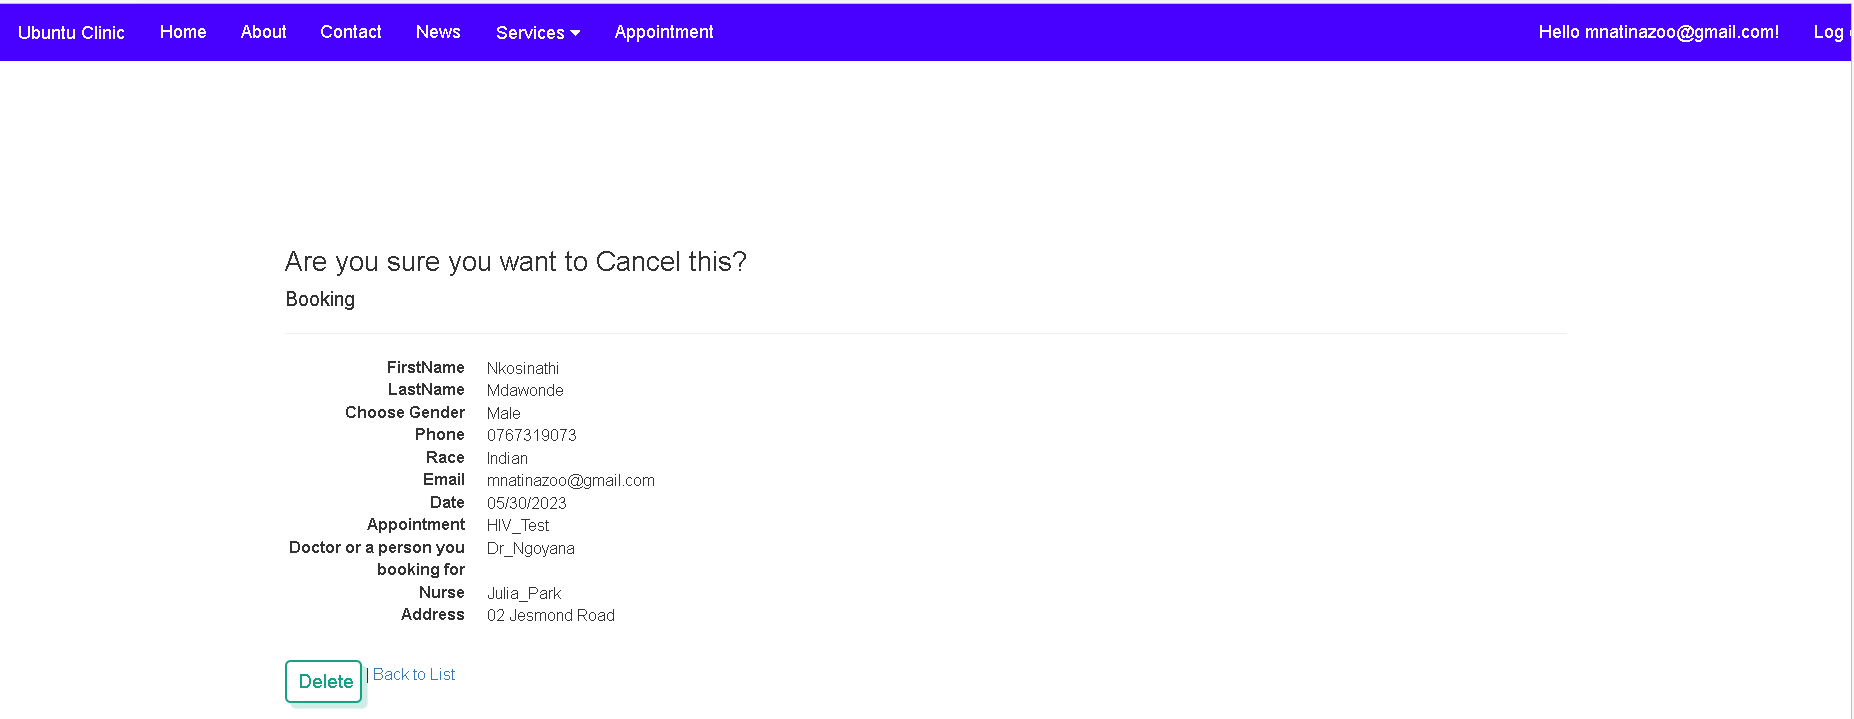 Ubuntu Clinic Home About Contact News Services Appointment Hello mnatinazoo@gmail.com! Log
Are you sure you want to Cancel this?
Booking
FirstName Nkosinathi
LastName Mdawonde
Choose Gender Male
Phone 0767319073
Race Indian
Email mnatinazoo@gmail.com
Date 05/30/2023
Appointment HIV_Test
Doctor or a person you Dr_Ngoyana
booking for
Nurse Julia_Park
Address 02 Jesmond Road
Delete | Back to List